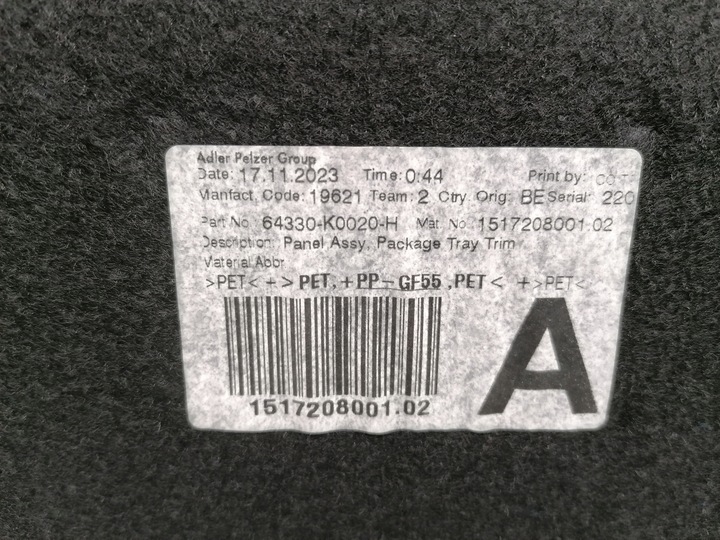 Adler Pelzer Group
Date: 17.11.2023 Time: 0:44 Print by:
Manfact. Code: 19621 Team: 2 Ctry. Orig.: BE Serial: 220
Part No. 64330-K0020-H Mat. No. 1517208001.02
Description: Panel Assy, Package Tray Trim
Material Abbr
>PET< +> PET.+PP-GF55.PET< +>PET<
1517208001.02
A